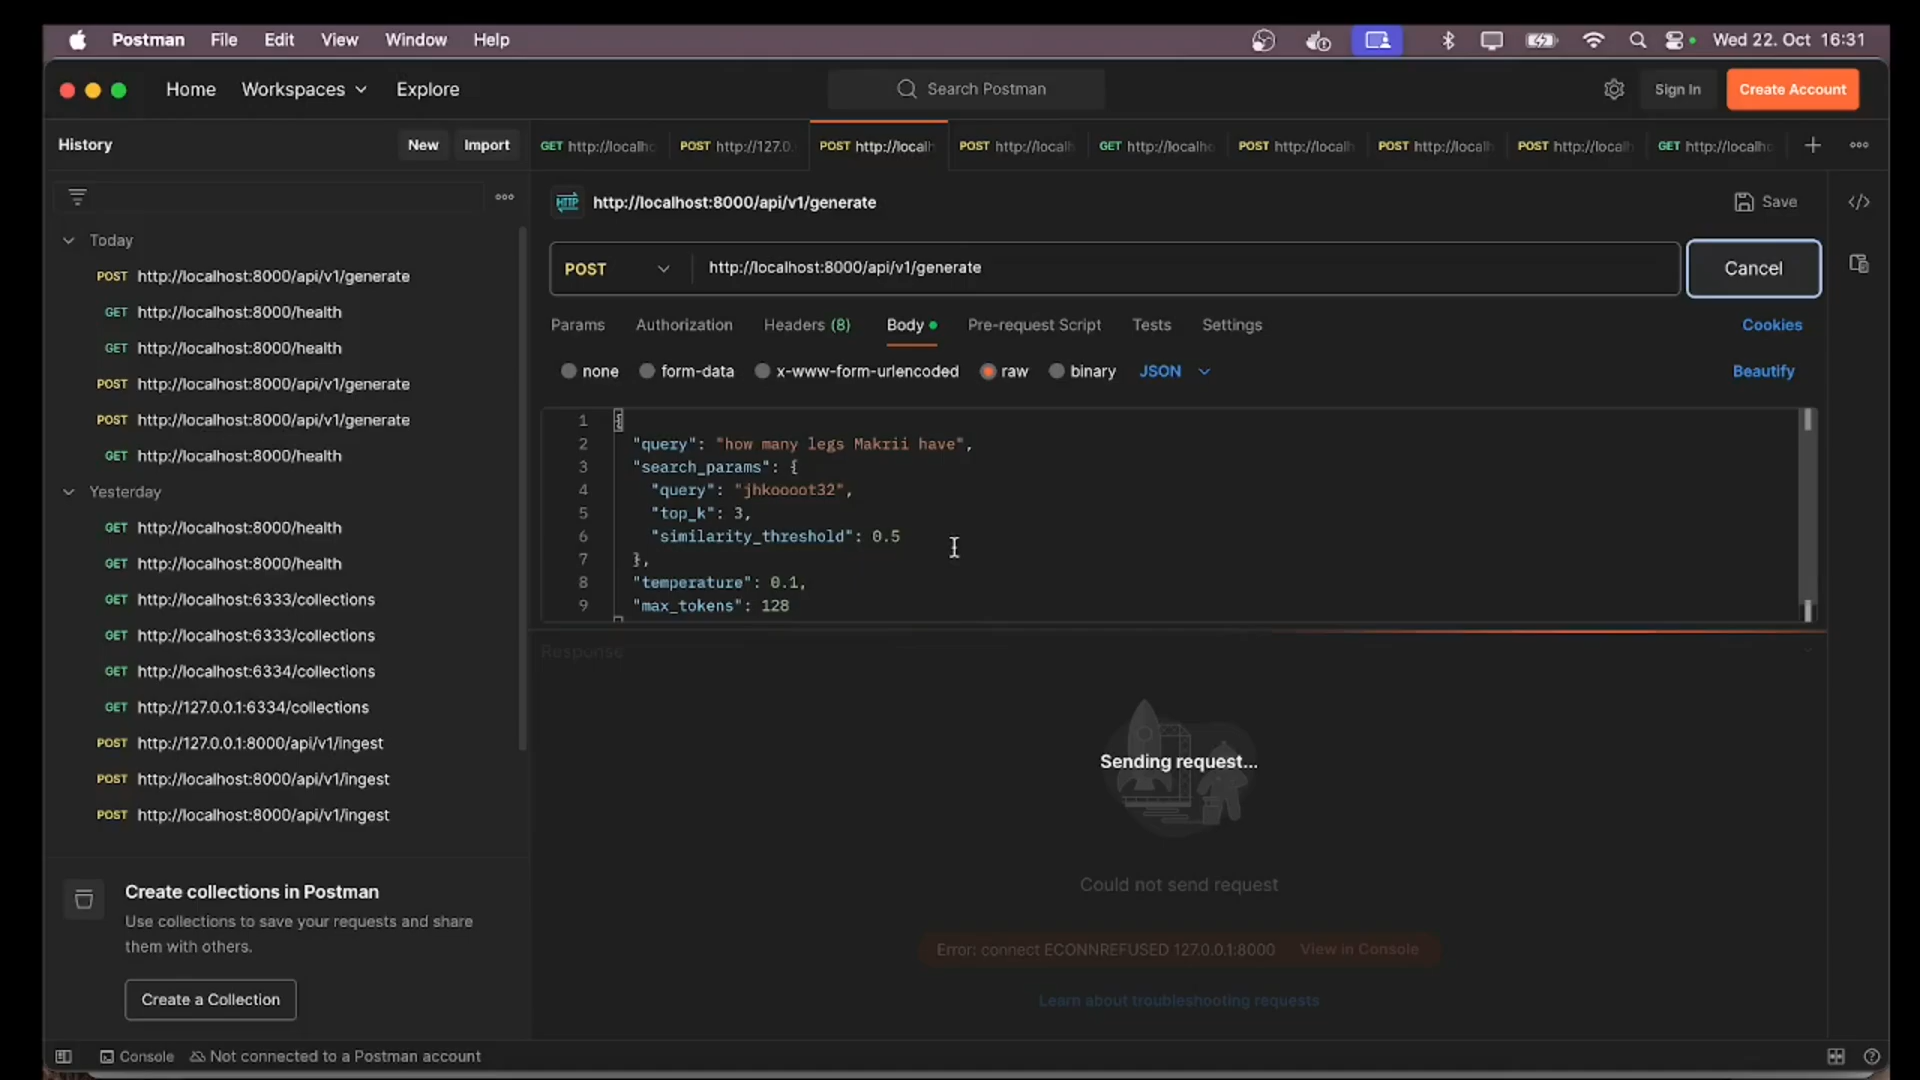 Postman File Edit View Window Help Wed 22. Oct 16:31
Home Workspaces Explore Search Postman Sign In Create Account
History New Import
GET http://localhc POST http://127.0. POST http://localh POST http://localh GET http://localhc POST http://localh POST http://localh POST http://localh GET http://localhc
HTTP http://localhost:8000/api/v1/generate Save
Today
POST http://localhost:8000/api/v1/generate
GET http://localhost:8000/health
GET http://localhost:8000/health
POST http://localhost:8000/api/v1/generate
POST http://localhost:8000/api/v1/generate
GET http://localhost:8000/health
Yesterday
GET http://localhost:8000/health
GET http://localhost:8000/health
GET http://localhost:6333/collections
GET http://localhost:6333/collections
GET http://localhost:6334/collections
GET http://127.0.0.1:6334/collections
POST http://127.0.0.1:8000/api/v1/ingest
POST http://localhost:8000/api/v1/ingest
POST http://localhost:8000/api/v1/ingest
Create collections in Postman
Use collections to save your requests and share
them with others.
Create a Collection
POST http://localhost:8000/api/v1/generate Cancel
Params Authorization Headers (8) Body Pre-request Script Tests Settings Cookies
none form-data x-www-form-urlencoded raw binary JSON Beautify
1 {
2 "query": "how many legs Makrii have",
3 "search_params": {
4 "query": "jhkoooot32",
5 "top_k": 3,
6 "similarity_threshold": 0.5
7 },
8 "temperature": 0.1,
9 "max_tokens": 128
Response
Sending request...
Could not send request
Error: connect ECONNREFUSED 127.0.0.1:8000 View in Console
Learn about troubleshooting requests
Console Not connected to a Postman account